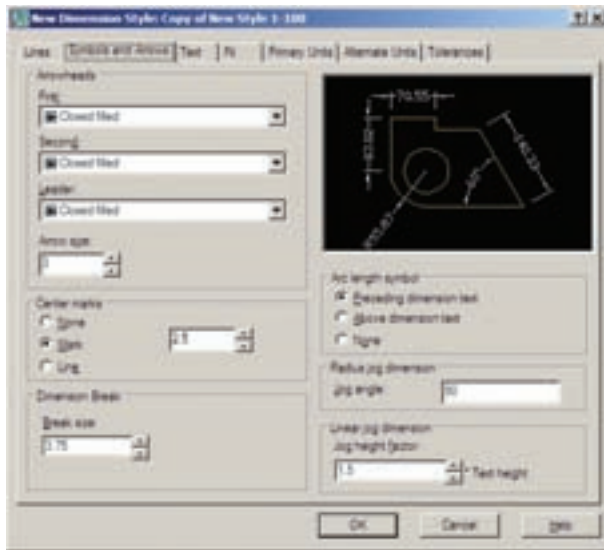 New Dimension Style: Copy of New Style 1-100
Lines
Symbols and Arrows
Text
Fit
Primary Units
Alternate Units
Tolerances
Arrowheads
First:
Closed filled
Second:
Closed filled
Leader:
Closed filled
Arrow size:
Center marks
None
Mark
Line
2.5
Dimension Break
Break size:
3.75
Arc length symbol
Preceding dimension text
Above dimension text
None
Radius jog dimension
Jog angle:
Linear jog dimension
Jog height factor:
1.5
* Text height
OK
Cancel
Help